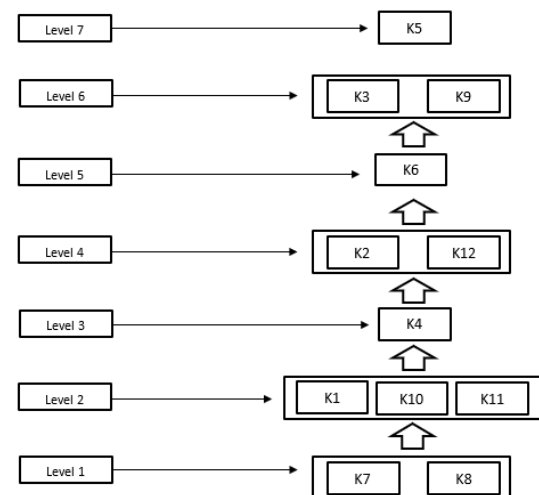 Level 7 K5
Level 6 K3 K9
Level 5 K6
Level 4 K2 K12
Level 3 K4
Level 2 K1 K10 K11
Level 1 K7 K8